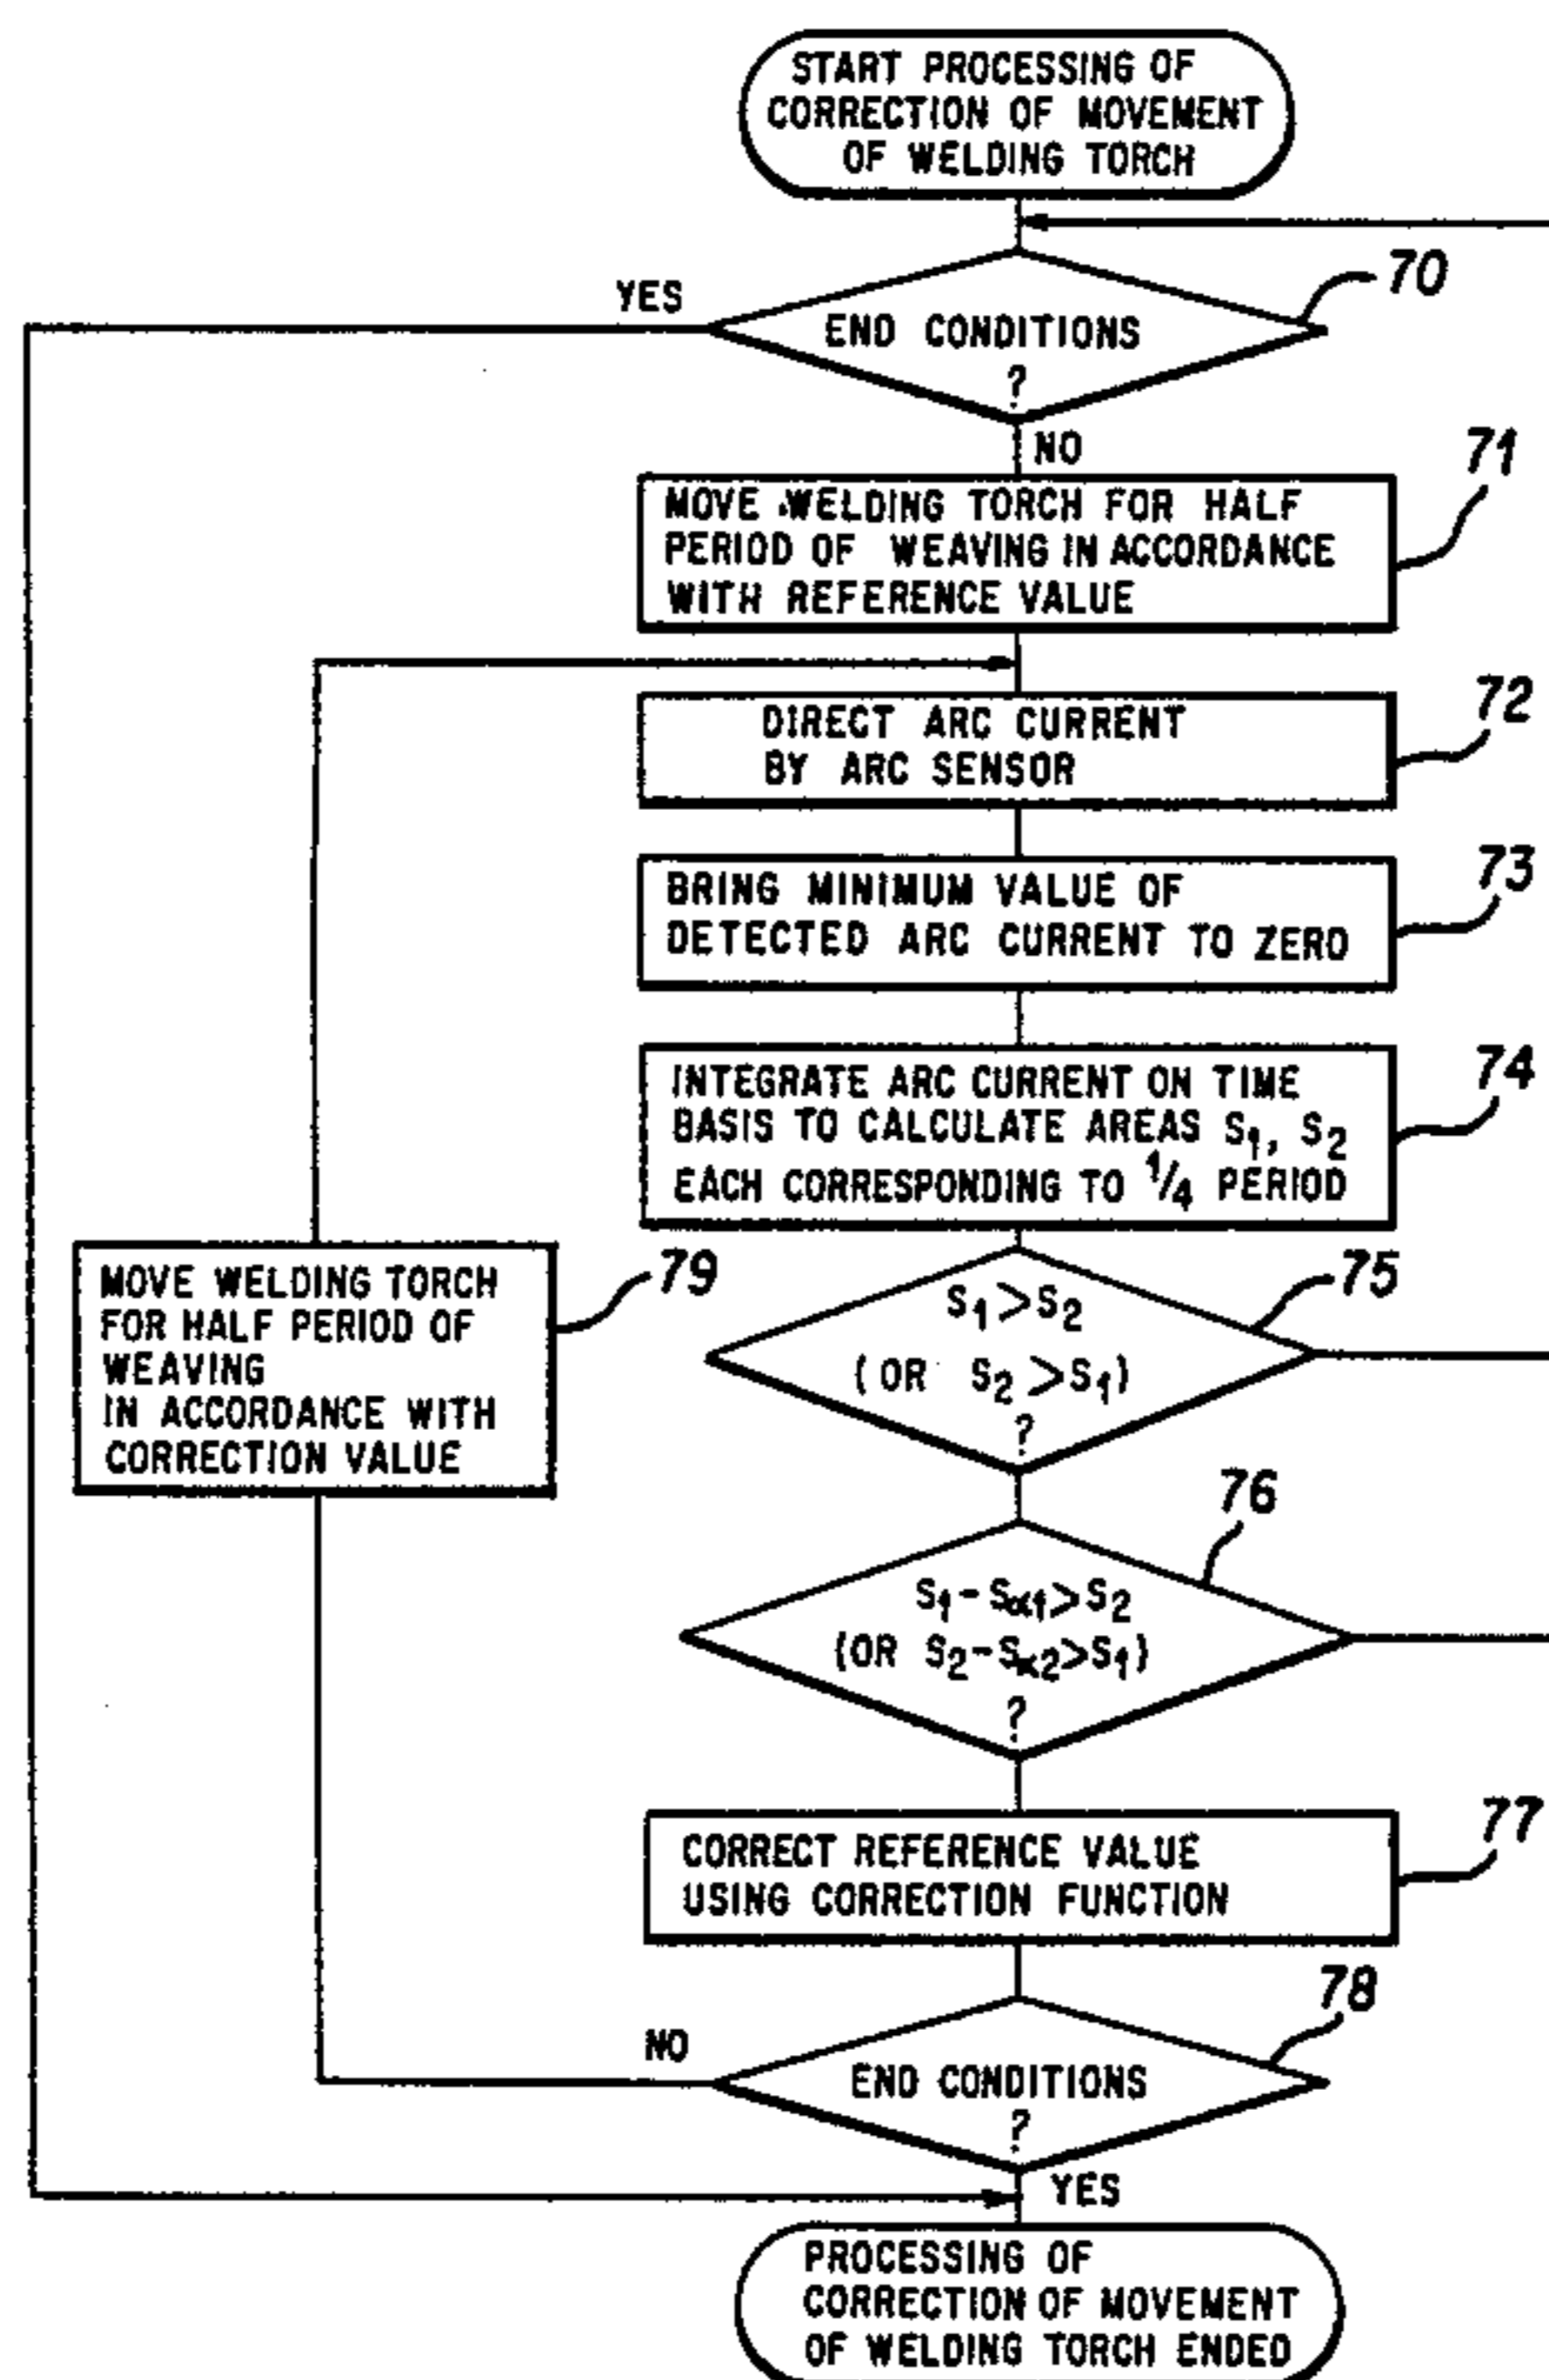 START PROCESSING OF
CORRECTION OF MOVEMENT
OF WELDING TORCH
70
YES
END CONDITIONS
?
NO
71
MOVE WELDING TORCH FOR HALF
PERIOD OF WEAVING IN ACCORDANCE
WITH REFERENCE VALUE
72
DIRECT ARC CURRENT
BY ARC SENSOR
73
BRING MINIMUM VALUE OF
DETECTED ARC CURRENT TO ZERO
74
INTEGRATE ARC CURRENT ON TIME
BASIS TO CALCULATE AREAS S1, S2
EACH CORRESPONDING TO 1/4 PERIOD
79
MOVE WELDING TORCH
FOR HALF PERIOD OF
WEAVING
IN ACCORDANCE WITH
CORRECTION VALUE
75
S1>S2
(OR S2>S1)
?
76
S1-Sα1>S2
(OR S2-Sα2>S1)
?
77
CORRECT REFERENCE VALUE
USING CORRECTION FUNCTION
78
NO
END CONDITIONS
?
YES
PROCESSING OF
CORRECTION OF MOVEMENT
OF WELDING TORCH ENDED